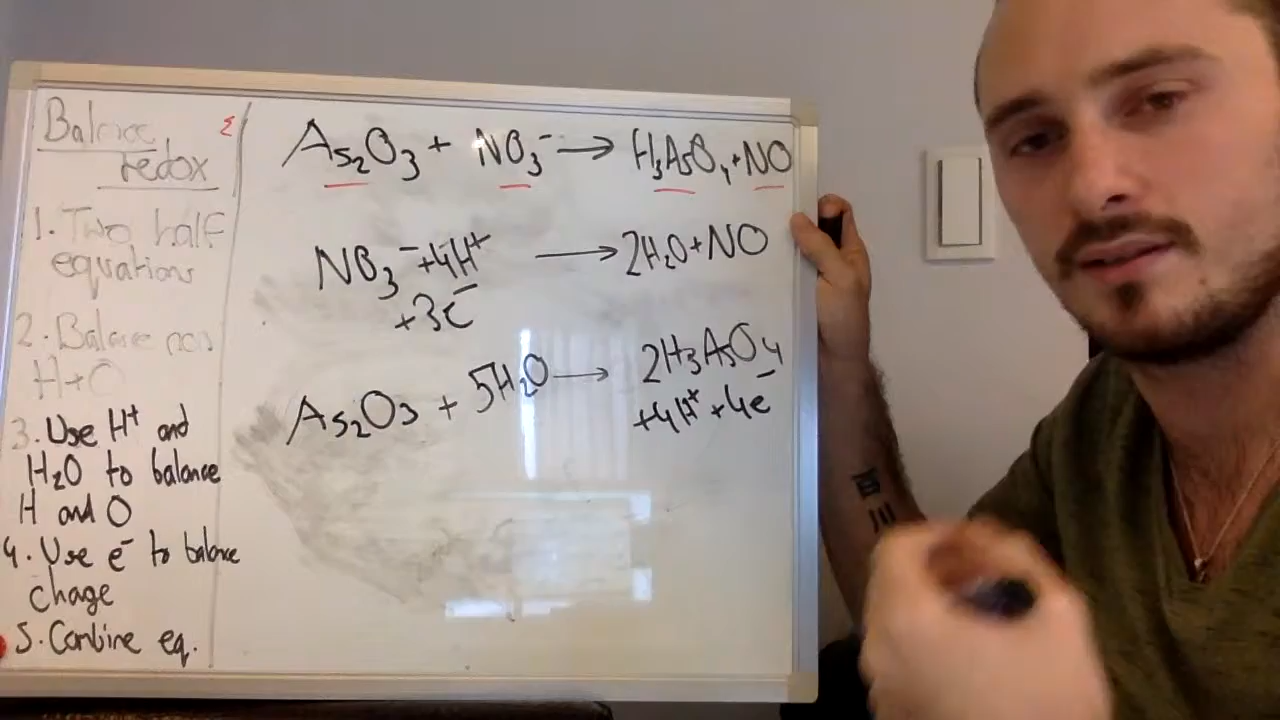 Balance
redox
1. Two half
equations
2. Balance non
H+O
3. Use H⁺ and
H₂O to balance
H and O
4. Use e⁻ to balance
chage
5. Combine eq.
As₂O₃ + NO₃⁻ → H₃AsO₄ + NO
NO₃⁻ + 4H⁺ → 2H₂O + NO
+3e⁻
As₂O₃ + 5H₂O → 2H₃AsO₄
+4H⁺ + 4e⁻